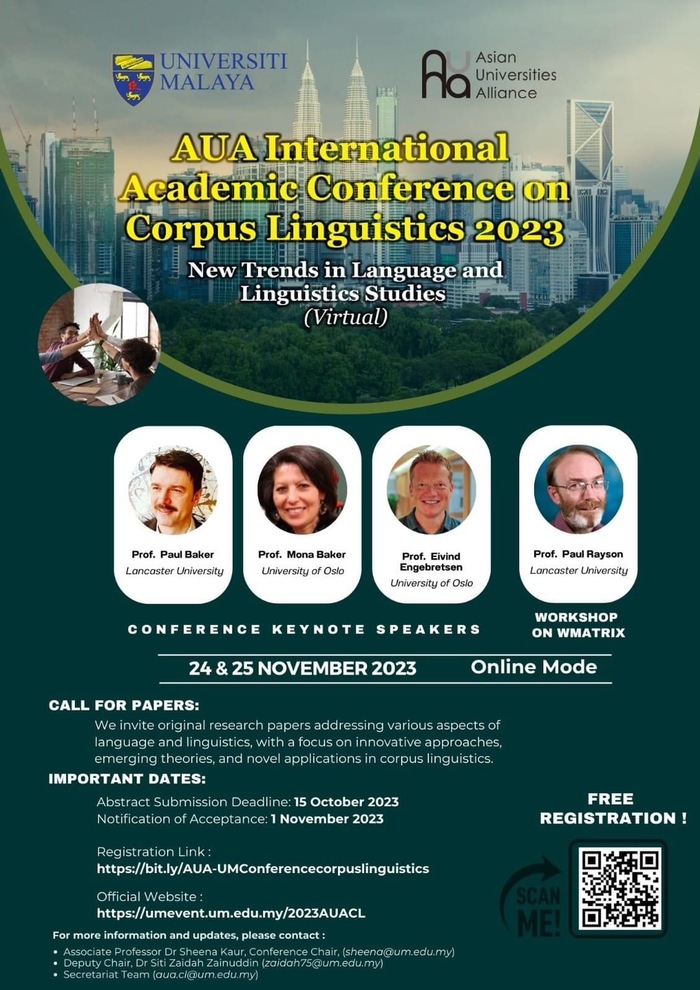 UNIVERSITI
MALAYA
AUA
Asian
Universities
Alliance
AUA International
Academic Conference on
Corpus Linguistics 2023
New Trends in Language and
Linguistics Studies
(Virtual)
Prof. Paul Baker
Lancaster University
Prof. Mona Baker
University of Oslo
Prof. Eivind
Engebretsen
University of Oslo
Prof. Paul Rayson
Lancaster University
CONFERENCE KEYNOTE SPEAKERS
WORKSHOP
ON WMATRIX
24 & 25 NOVEMBER 2023
Online Mode
CALL FOR PAPERS:
We invite original research papers addressing various aspects of
language and linguistics, with a focus on innovative approaches,
emerging theories, and novel applications in corpus linguistics.
IMPORTANT DATES:
Abstract Submission Deadline: 15 October 2023
Notification of Acceptance: 1 November 2023
Registration Link :
https://bit.ly/AUA-UMConferencecorpuslinguistics
Official Website :
https://umevent.um.edu.my/2023AUACL
FREE
REGISTRATION !
SCAN
ME!
For more information and updates, please contact :
• Associate Professor Dr Sheena Kaur, Conference Chair, (sheena@um.edu.my)
• Deputy Chair, Dr Siti Zaidah Zainuddin (zaidah75@um.edu.my)
• Secretariat Team (aua.cl@um.edu.my)